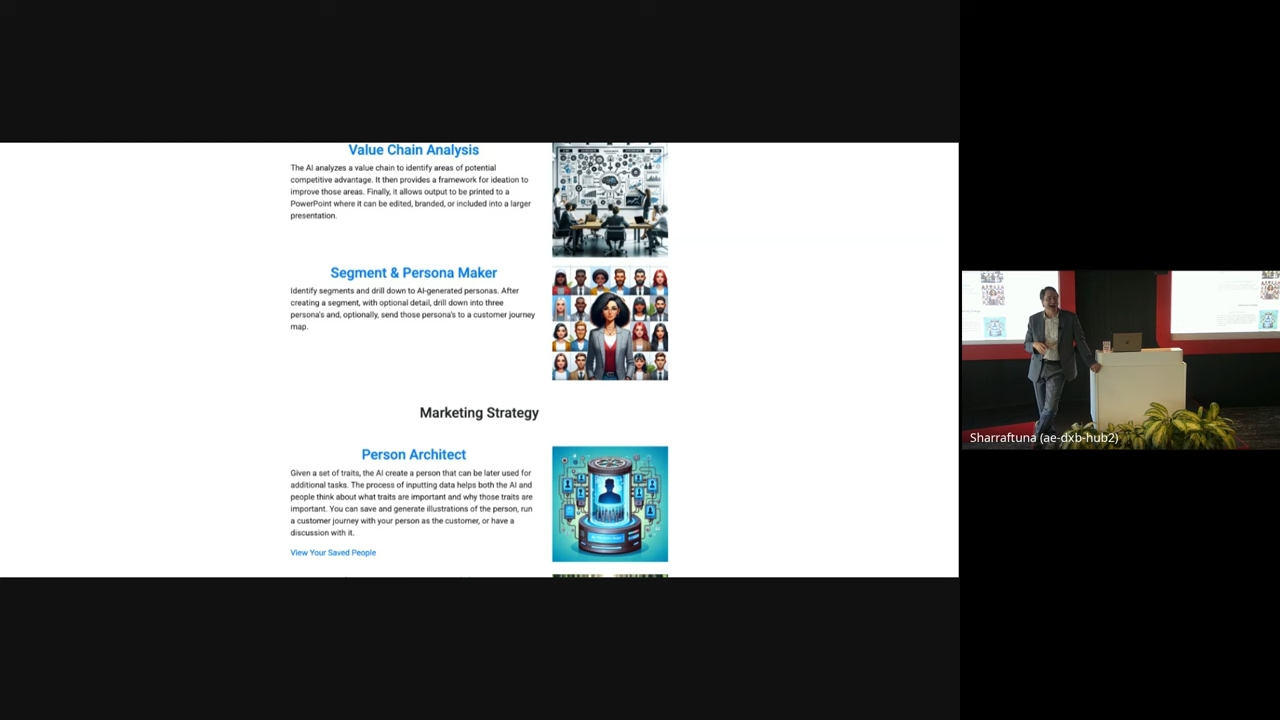 Value Chain Analysis
The AI analyzes a value chain to identify areas of potential
competitive advantage. It then provides a framework for ideation to
improve those areas. Finally, it allows output to be printed to a
PowerPoint where it can be edited, branded, or included into a larger
presentation.
Segment & Persona Maker
Identify segments and drill down to AI-generated personas. After
creating a segment, with optional detail, drill down into three
persona's and, optionally, send those persona's to a customer journey
map.
Marketing Strategy
Person Architect
Given a set of traits, the AI create a person that can be later used for
additional tasks. The process of inputting data helps both the AI and
people think about what traits are important and why those traits are
important. You can save and generate illustrations of the person, run
a customer journey with your person as the customer, or have a
discussion with it.
View Your Saved People
Sharraftuna (ae-dxb-hub2)